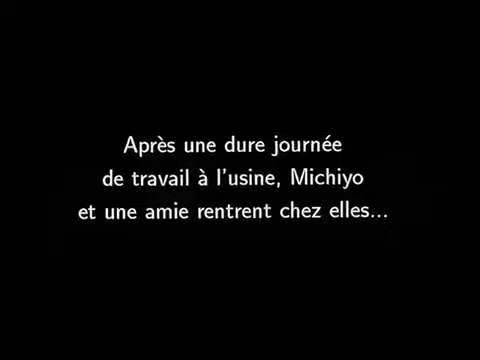 Après une dure journée
de travail à l'usine, Michiyo
et une amie rentrent chez elles...